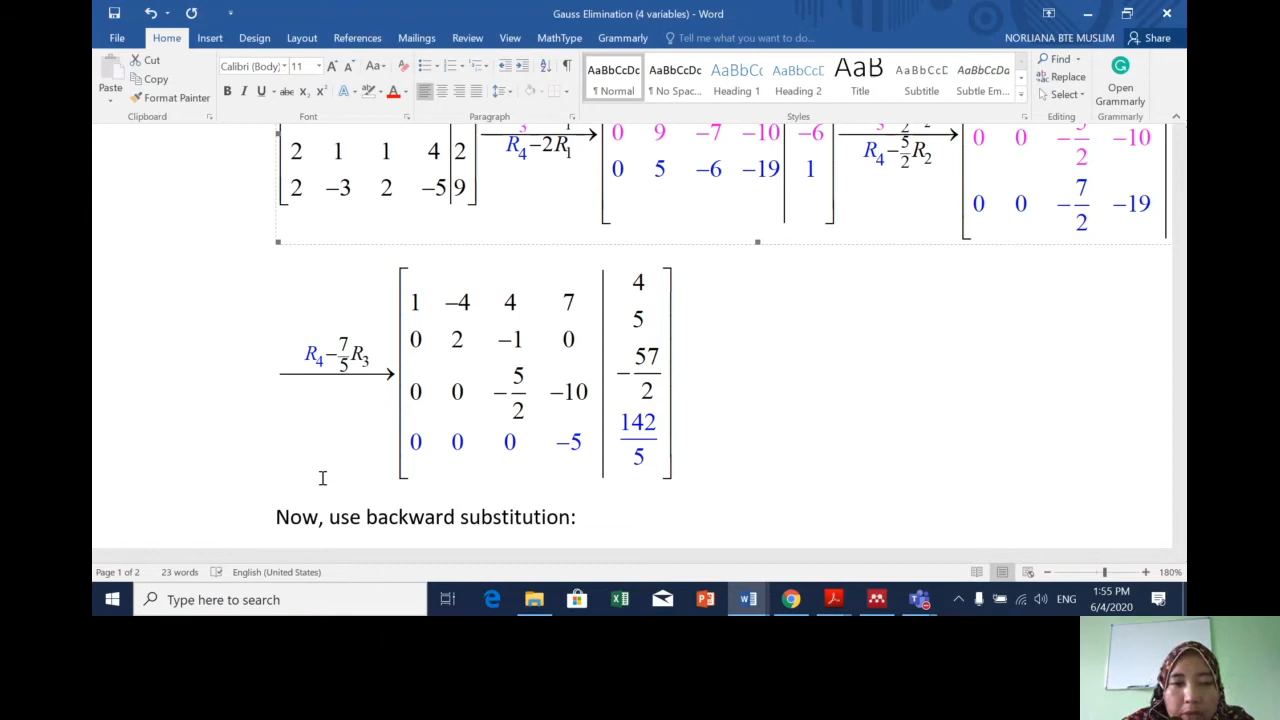 Gauss Elimination (4 variables) - Word
File Home Insert Design Layout References Mailings Review View MathType Grammarly Tell me what you want to do... NORLIANA BTE MUSLIM Share
Paste Cut Copy Format Painter
Calibri (Body) 11
AaBbCcDc AaBbCcDc AaBbCc AaBbCcC AaB AaBbCcD AaBbCcDc
¶ Normal ¶ No Spac... Heading 1 Heading 2 Title Subtitle Subtle Em...
Find Replace Select Open Grammarly
Clipboard Font Paragraph Styles Editing Grammarly
0 9 −7 −10 −6
0 0 −5/2 −10
2 1 1 4 2
R4−2R1
R4−5/2R2
2 −3 2 −5 9
0 5 −6 −19 1
0 0 −7/2 −19
R4−7/5R3
1 −4 4 7 4
0 2 −1 0 5
0 0 −5/2 −10 −57/2
0 0 0 −5 142/5
Now, use backward substitution:
Page 1 of 2 23 words English (United States) 180%
Type here to search ENG 1:55 PM
6/4/2020